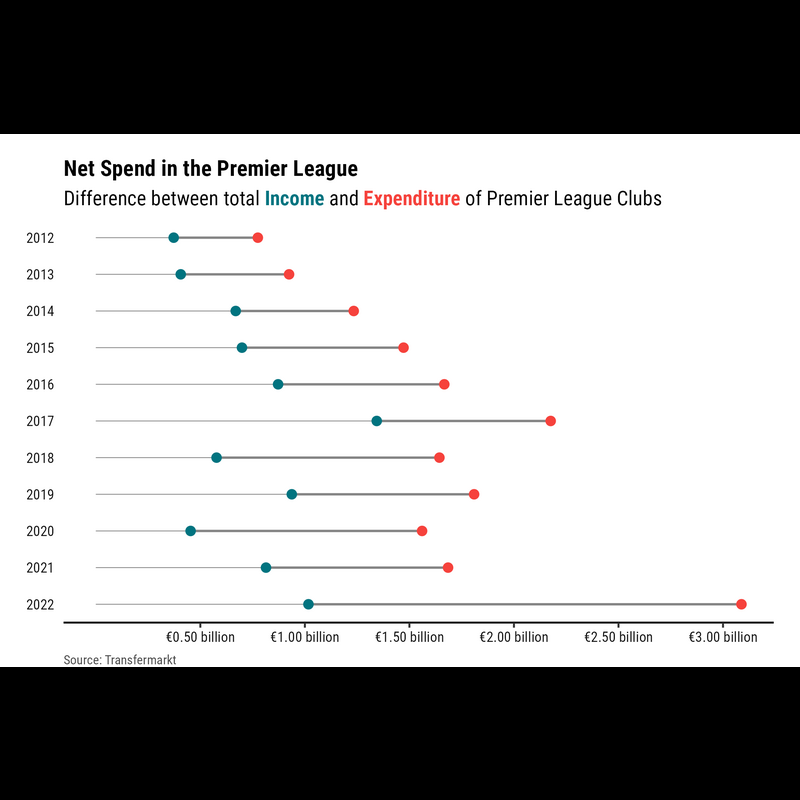 Net Spend in the Premier League
Difference between total Income and Expenditure of Premier League Clubs
2012
2013
2014
2015
2016
2017
2018
2019
2020
2021
2022
€0.50 billion €1.00 billion €1.50 billion €2.00 billion €2.50 billion €3.00 billion
Source: Transfermarkt